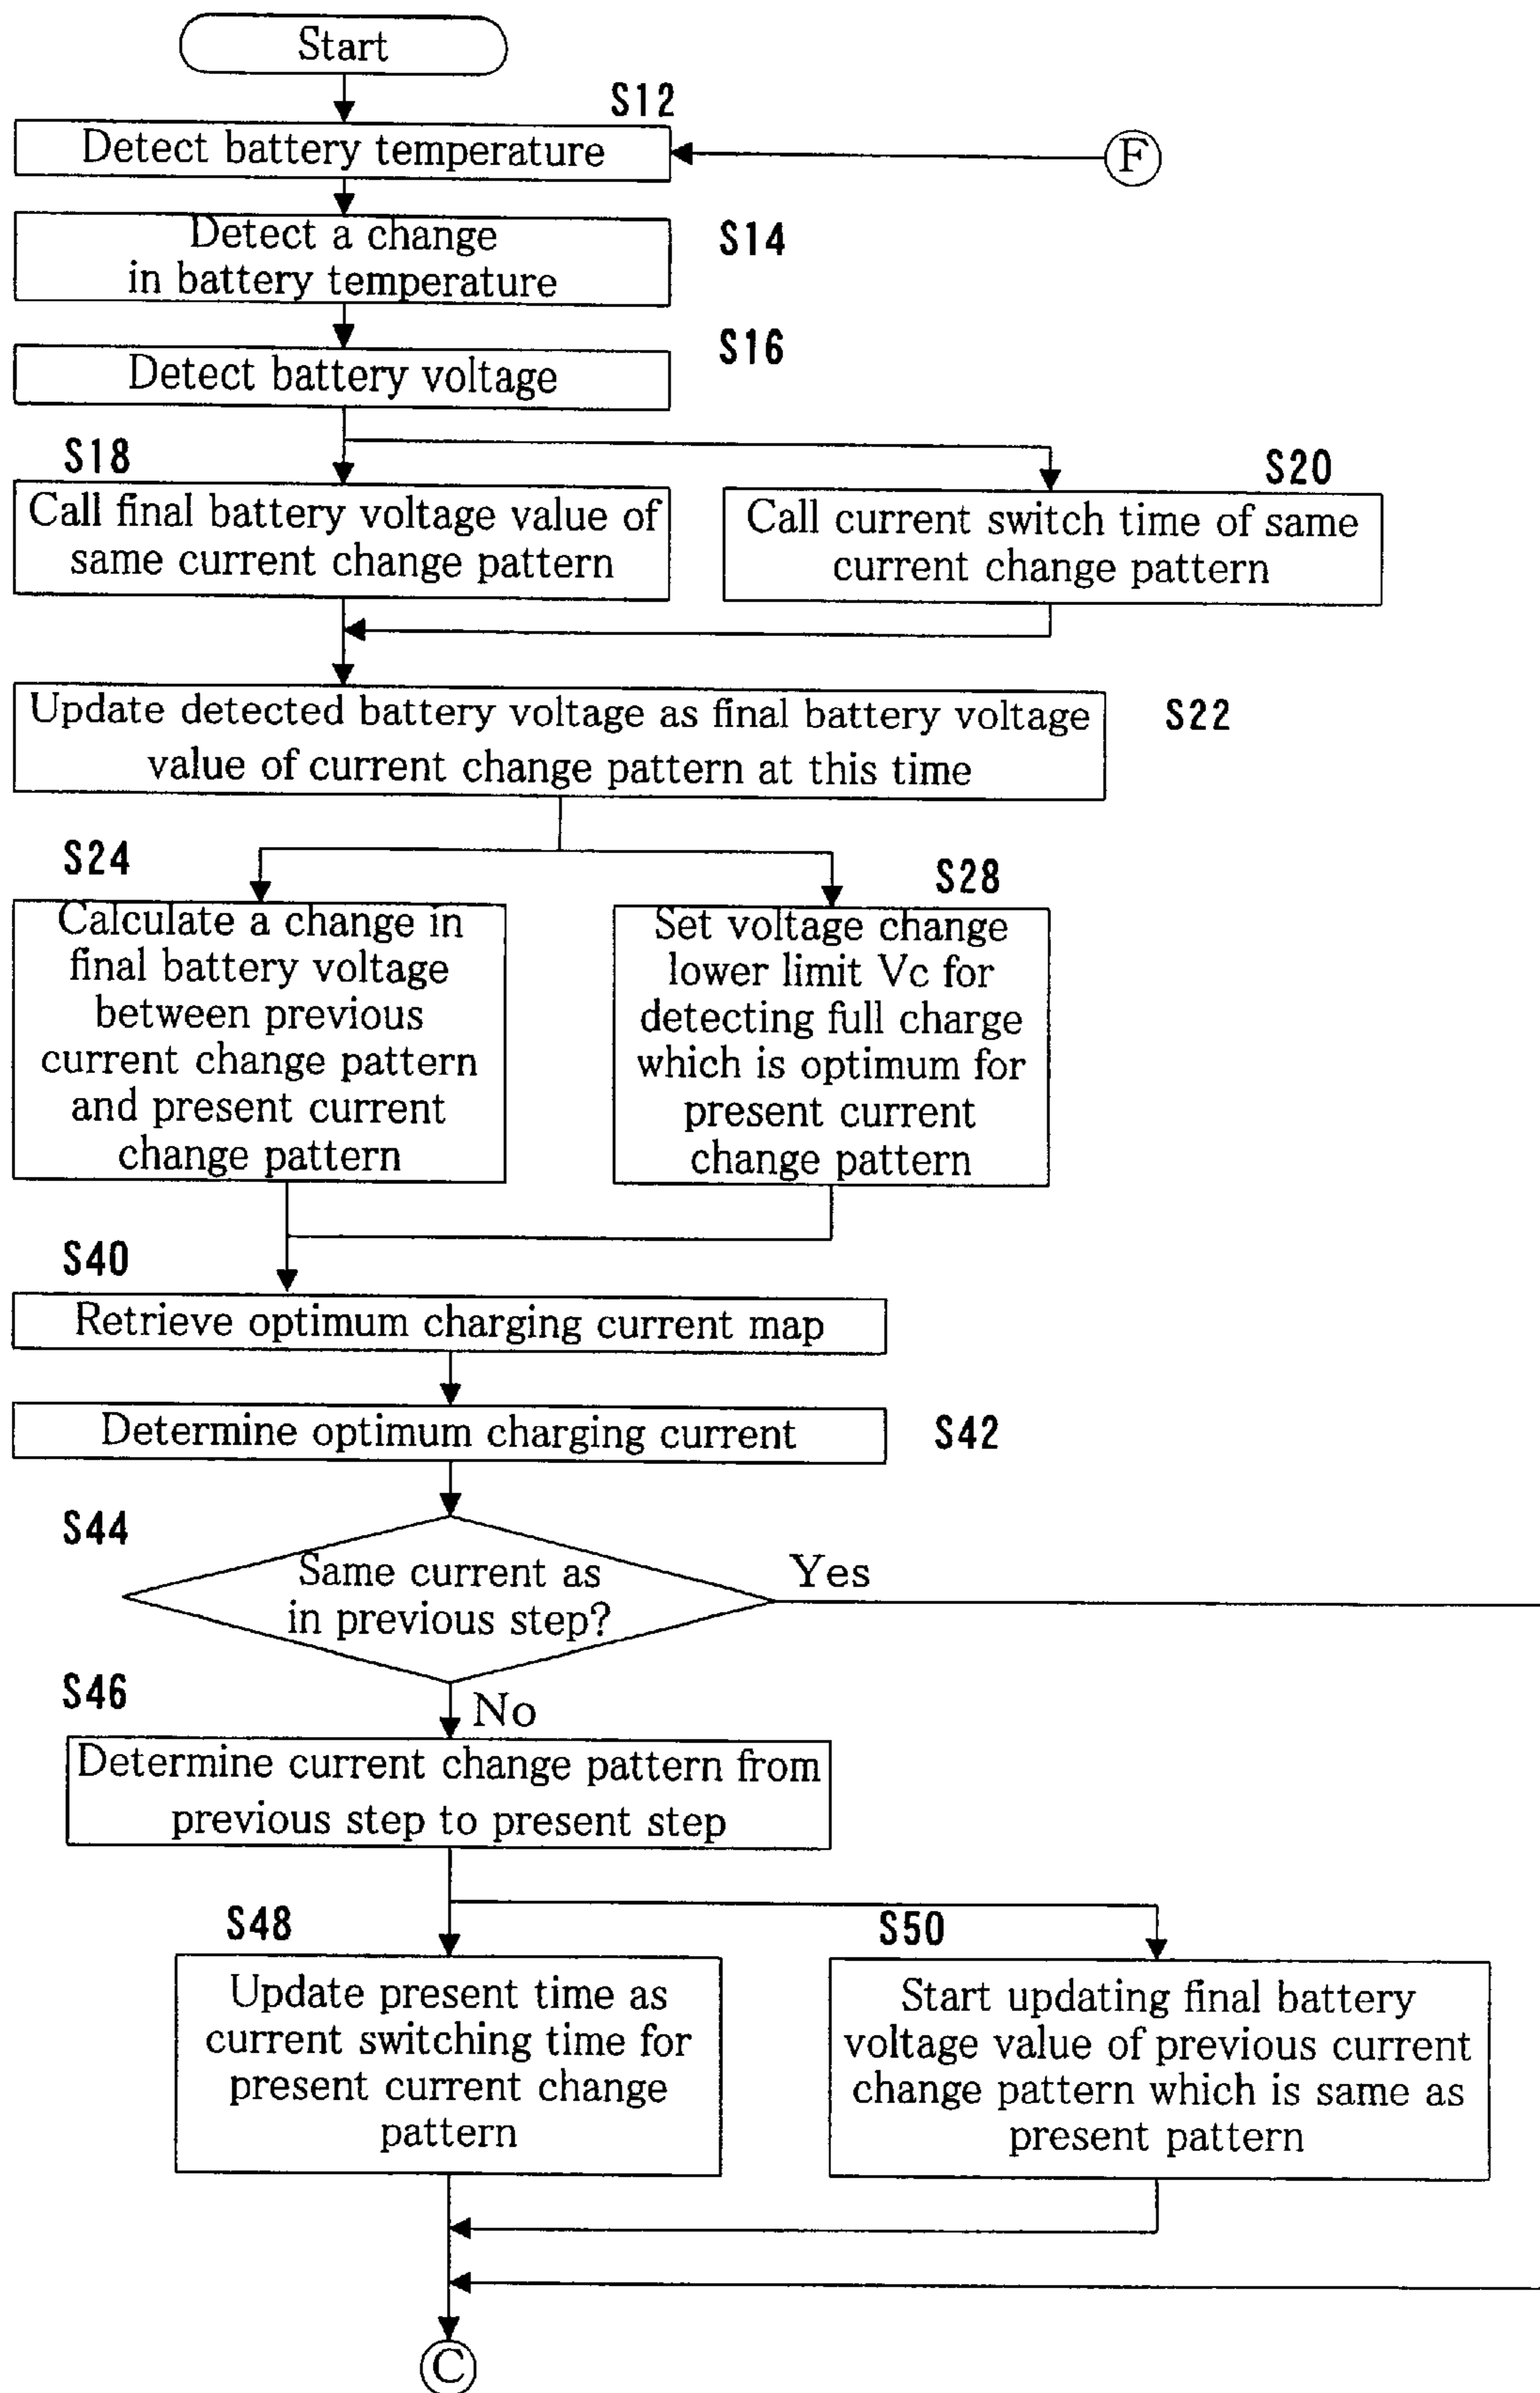 Start
S12
Detect battery temperature
F
Detect a change
in battery temperature
S14
Detect battery voltage
S16
S18
Call final battery voltage value of
same current change pattern
S20
Call current switch time of same
current change pattern
Update detected battery voltage as final battery voltage
value of current change pattern at this time
S22
S24
Calculate a change in
final battery voltage
between previous
current change pattern
and present current
change pattern
S28
Set voltage change
lower limit Vc for
detecting full charge
which is optimum for
present current
change pattern
S40
Retrieve optimum charging current map
Determine optimum charging current
S42
S44
Same current as
in previous step?
Yes
No
S46
Determine current change pattern from
previous step to present step
S48
Update present time as
current switching time for
present current change
pattern
S50
Start updating final battery
voltage value of previous current
change pattern which is same as
present pattern
C